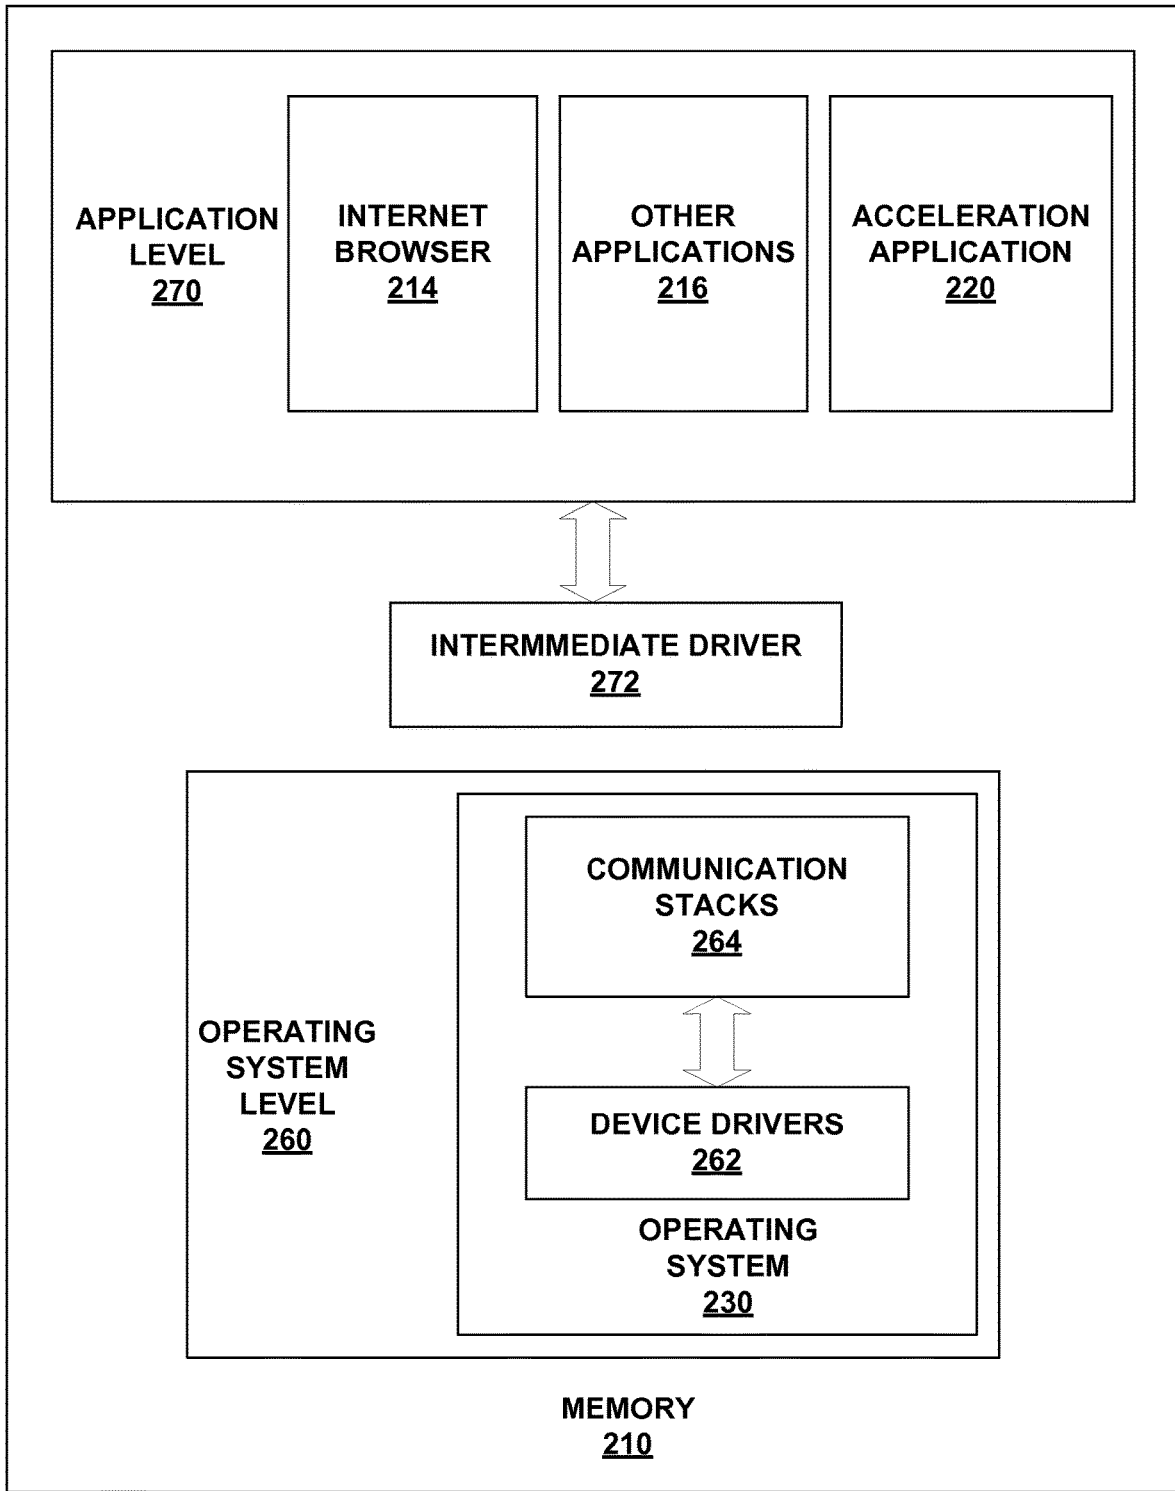 APPLICATION
LEVEL
270
INTERNET
BROWSER
214
OTHER
APPLICATIONS
216
ACCELERATION
APPLICATION
220
INTERMMEDIATE DRIVER
272
COMMUNICATION
STACKS
264
OPERATING
SYSTEM
LEVEL
260
DEVICE DRIVERS
262
OPERATING
SYSTEM
230
MEMORY
210